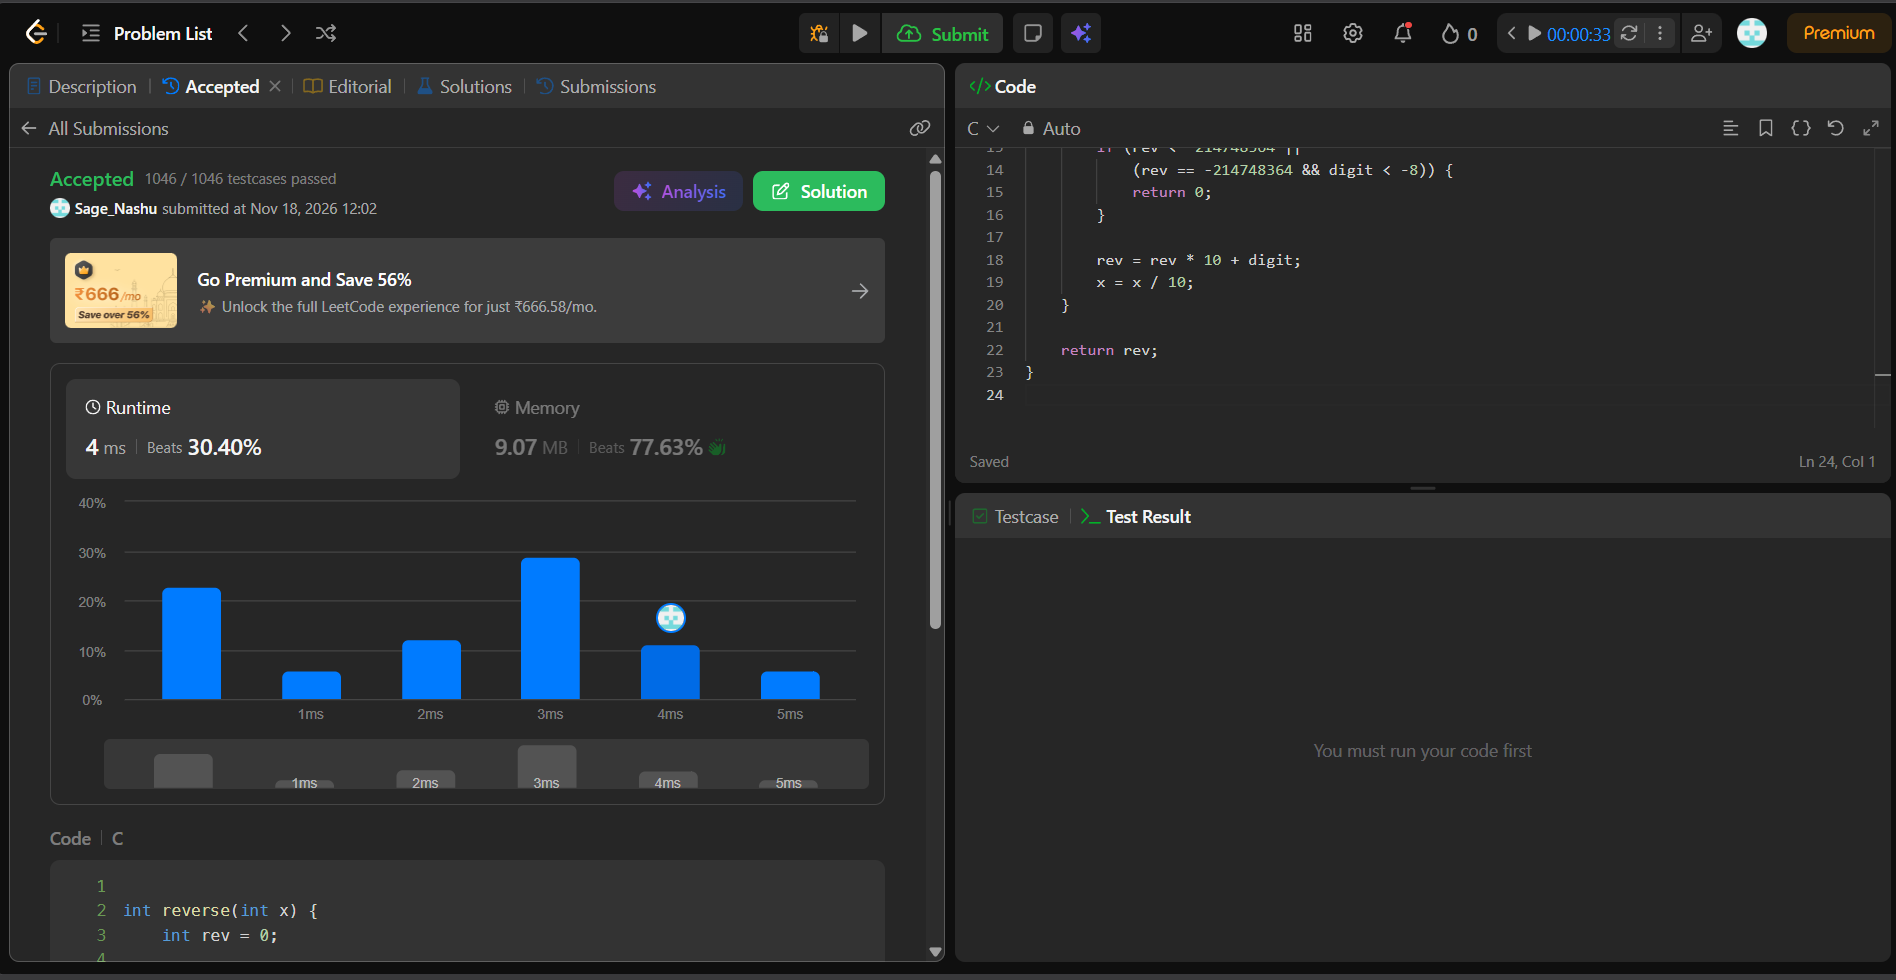 Problem List
Submit
0
00:00:33
Premium
Description
Accepted
Editorial
Solutions
Submissions
All Submissions
Accepted 1046 / 1046 testcases passed
Sage_Nashu submitted at Nov 18, 2026 12:02
Analysis
Solution
₹666/mo
Save over 56%
Go Premium and Save 56%
Unlock the full LeetCode experience for just ₹666.58/mo.
Runtime
4 ms Beats 30.40%
Memory
9.07 MB Beats 77.63%
40%
30%
20%
10%
0%
1ms 2ms 3ms 4ms 5ms
1ms 2ms 3ms 4ms 5ms
Code C
1
2 int reverse(int x) {
3 int rev = 0;
4
</> Code
C Auto
14 (rev == -214748364 && digit < -8)) {
15 return 0;
16 }
17
18 rev = rev * 10 + digit;
19 x = x / 10;
20 }
21
22 return rev;
23 }
24
Saved
Ln 24, Col 1
Testcase
Test Result
You must run your code first